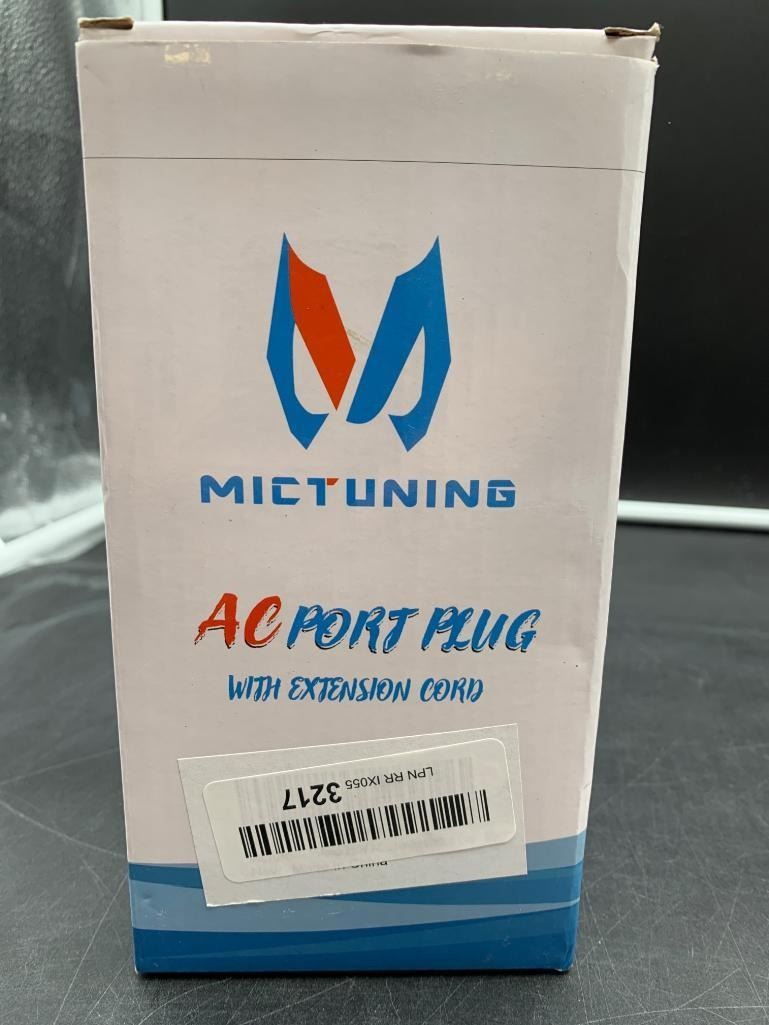 MICTUNING
AC PORT PLUG
WITH EXTENSION CORD
LPN RR IX055 3217